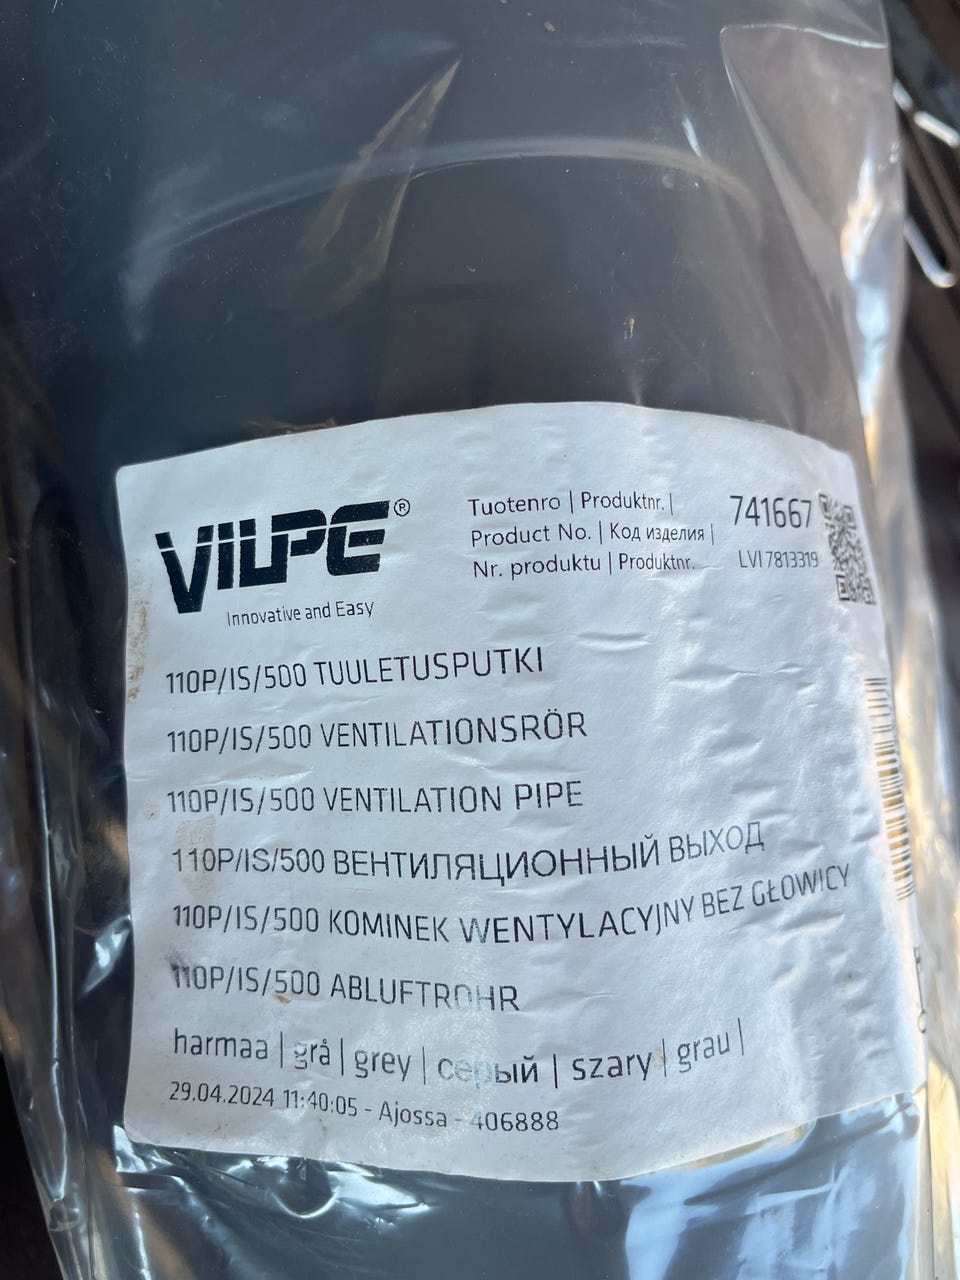 VILPE®
Innovative and Easy
Tuotenro | Produktnr. |
Product No. | Код изделия |
Nr. produktu | Produktnr.
741667
LVI 7813319
110P/IS/500 TUULETUSPUTKI
110P/IS/500 VENTILATIONSRÖR
110P/IS/500 VENTILATION PIPE
110P/IS/500 ВЕНТИЛЯЦИОННЫЙ ВЫХОД
110P/IS/500 KOMINEK WENTYLACYJNY BEZ GŁOWICY
110P/IS/500 ABLUFTROHR
harmaa | grå | grey | серый | szary | grau |
29.04.2024 11:40:05 - Ajossa - 406888